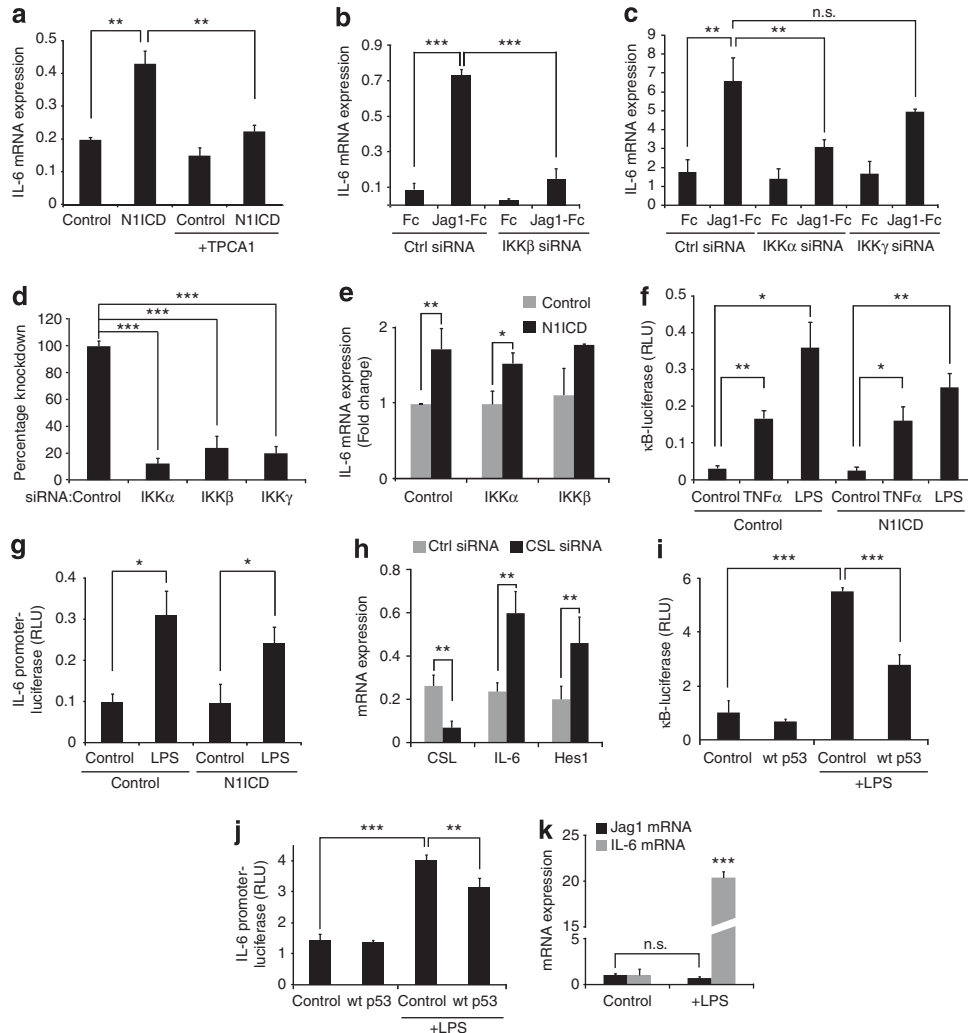 a
** **
0.5
0.4
0.3
0.2
0.1
0
IL-6 mRNA expression
Control N1ICD Control N1ICD
+TPCA1
b
*** ***
0.9
0.7
0.5
0.3
0.1
IL-6 mRNA expression
Fc Jag1-Fc Fc Jag1-Fc
Ctrl siRNA IKKβ siRNA
c
n.s.
** **
9
8
7
6
5
4
3
2
1
0
IL-6 mRNA expression
Fc Jag1-Fc Fc Jag1-Fc Fc Jag1-Fc
Ctrl siRNA IKKα siRNA IKKγ siRNA
d
***
***
***
120
100
80
60
40
20
0
Percentage knockdown
siRNA:Control IKKα IKKβ IKKγ
e
Control
N1ICD
** *
2
1
0
IL-6 mRNA expression
(Fold change)
Control IKKα IKKβ
f
* **
** *
0.5
0.4
0.3
0.2
0.1
0
κB-luciferase (RLU)
Control TNFα LPS Control TNFα LPS
Control N1ICD
g
* *
0.4
0.3
0.2
0.1
0
IL-6 promoter-
luciferase (RLU)
Control LPS Control LPS
Control N1ICD
h
Ctrl siRNA CSL siRNA
** ** **
0.8
0.6
0.4
0.2
0
mRNA expression
CSL IL-6 Hes1
i
*** ***
6
4
2
0
κB-luciferase (RLU)
Control wt p53 Control wt p53
+LPS
j
*** **
4
3
2
1
0
IL-6 promoter-
luciferase (RLU)
Control wt p53 Control wt p53
+LPS
k
Jag1 mRNA
IL-6 mRNA
***
n.s.
25
20
15
5
0
mRNA expression
Control +LPS